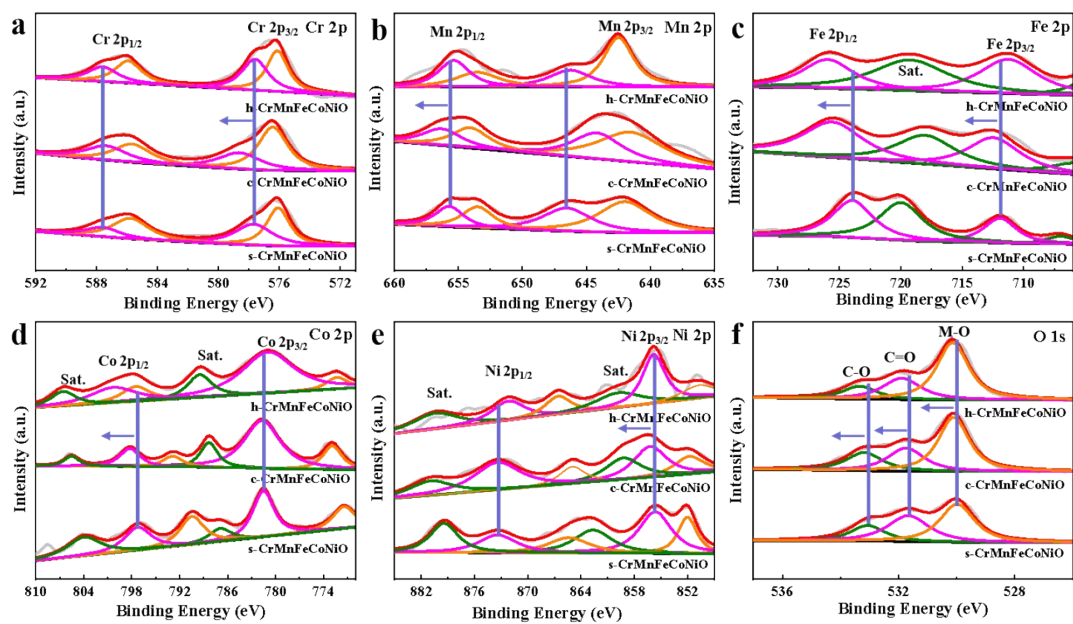 a
Cr 2p
Cr 2p1/2
Cr 2p3/2
h-CrMnFeCoNiO
c-CrMnFeCoNiO
s-CrMnFeCoNiO
Intensity (a.u.)
592 588 584 580 576 572
Binding Energy (eV)
b
Mn 2p
Mn 2p1/2
Mn 2p3/2
h-CrMnFeCoNiO
c-CrMnFeCoNiO
s-CrMnFeCoNiO
Intensity (a.u.)
660 655 650 645 640 635
Binding Energy (eV)
c
Fe 2p
Fe 2p1/2
Fe 2p3/2
Sat.
h-CrMnFeCoNiO
c-CrMnFeCoNiO
s-CrMnFeCoNiO
Intensity (a.u.)
730 725 720 715 710
Binding Energy (eV)
d
Co 2p
Co 2p1/2
Sat.
Co 2p3/2
Sat.
h-CrMnFeCoNiO
c-CrMnFeCoNiO
s-CrMnFeCoNiO
Intensity (a.u.)
810 804 798 792 786 780 774
Binding Energy (eV)
e
Ni 2p
Ni 2p3/2
Ni 2p1/2
Sat.
Sat.
h-CrMnFeCoNiO
c-CrMnFeCoNiO
s-CrMnFeCoNiO
Intensity (a.u.)
882 876 870 864 858 852
Binding Energy (eV)
f
O 1s
M-O
C=O
C-O
h-CrMnFeCoNiO
c-CrMnFeCoNiO
s-CrMnFeCoNiO
Intensity (a.u.)
536 532 528
Binding Energy (eV)